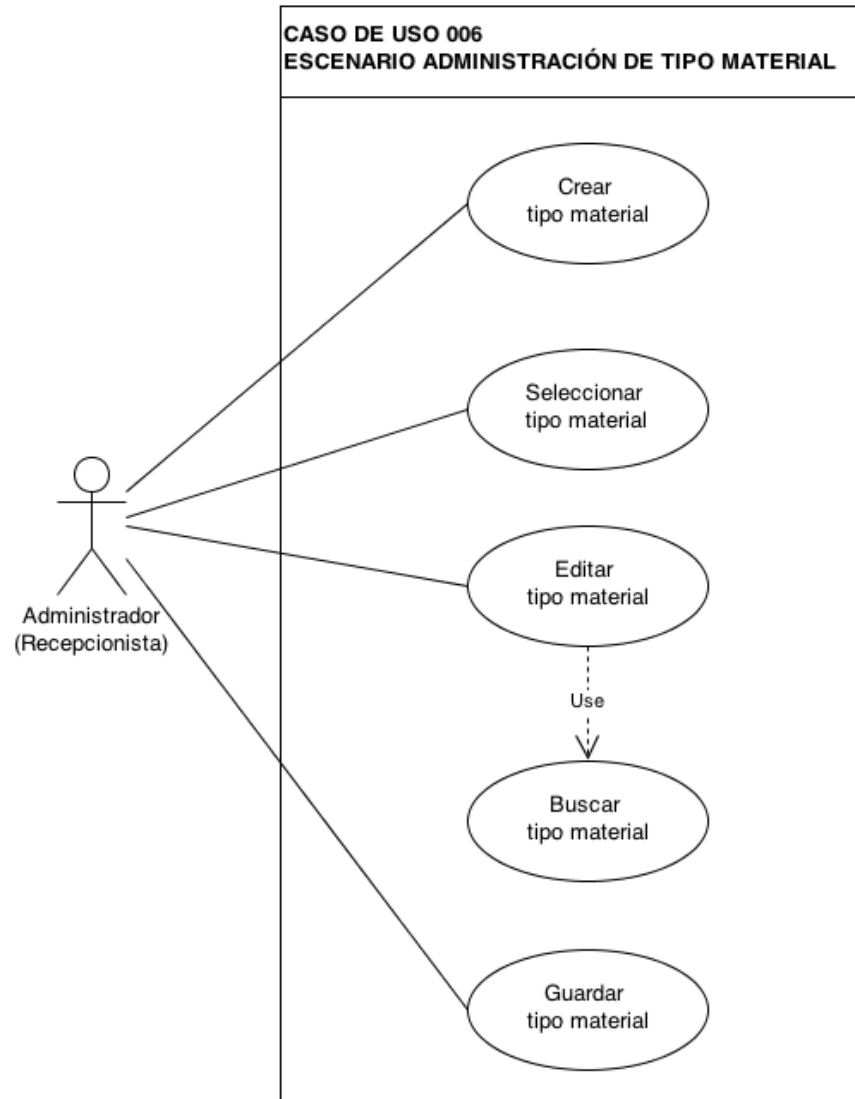 CASO DE USO 006
ESCENARIO ADMINISTRACIÓN DE TIPO MATERIAL
Crear
tipo material
Seleccionar
tipo material
Editar
tipo material
Administrador
(Recepcionista)
Use
Buscar
tipo material
Guardar
tipo material